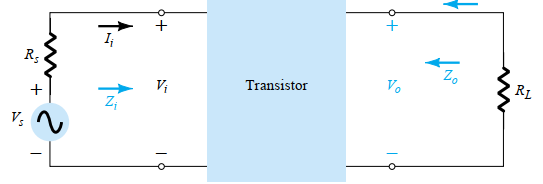 + +
I_i
R_s
+ Z_i V_i Transistor V_o Z_o R_L
V_s
− − −